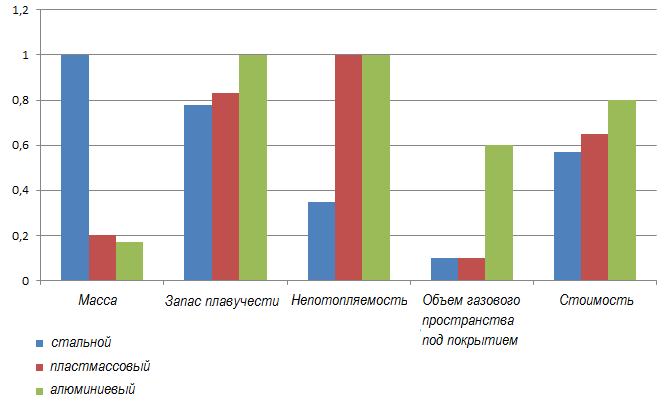 1,2
1
0,8
0,6
0,4
0,2
0
Масса
Запас плавучести
Непотопляемость
Объем газового
пространства
под покрытием
Стоимость
стальной
пластмассовый
алюминиевый